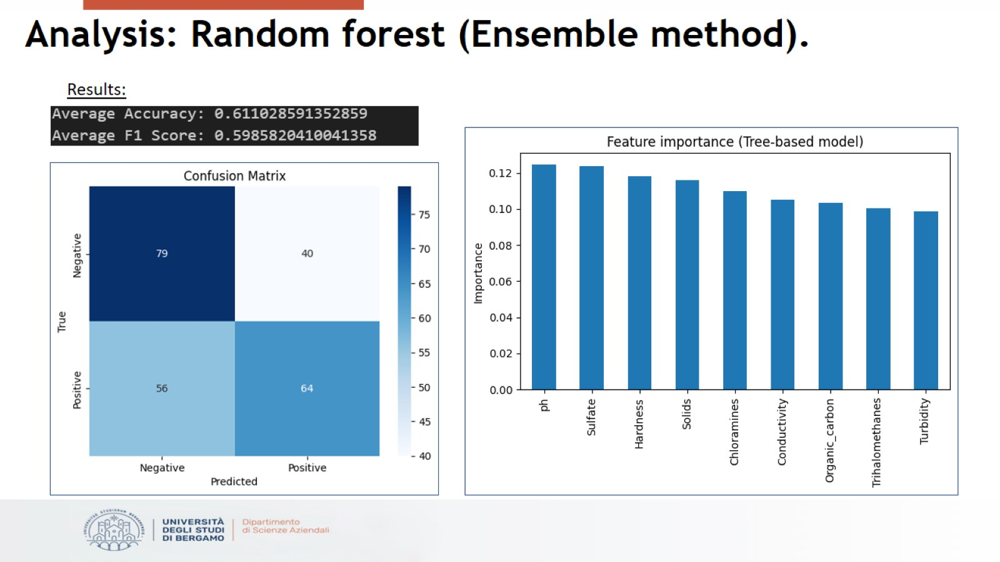 Analysis: Random forest (Ensemble method).
Results:
Average Accuracy: 0.611028591352859
Average F1 Score: 0.5985820410041358
Confusion Matrix
79
40
56
64
Negative
Positive
True
Negative
Positive
Predicted
75
70
65
60
55
50
45
40
Feature importance (Tree-based model)
Importance
0.12
0.10
0.08
0.06
0.04
0.02
0.00
ph
Sulfate
Hardness
Solids
Chloramines
Conductivity
Organic_carbon
Trihalomethanes
Turbidity
UNIVERSITÀ
DEGLI STUDI
DI BERGAMO
Dipartimento
di Scienze Aziendali